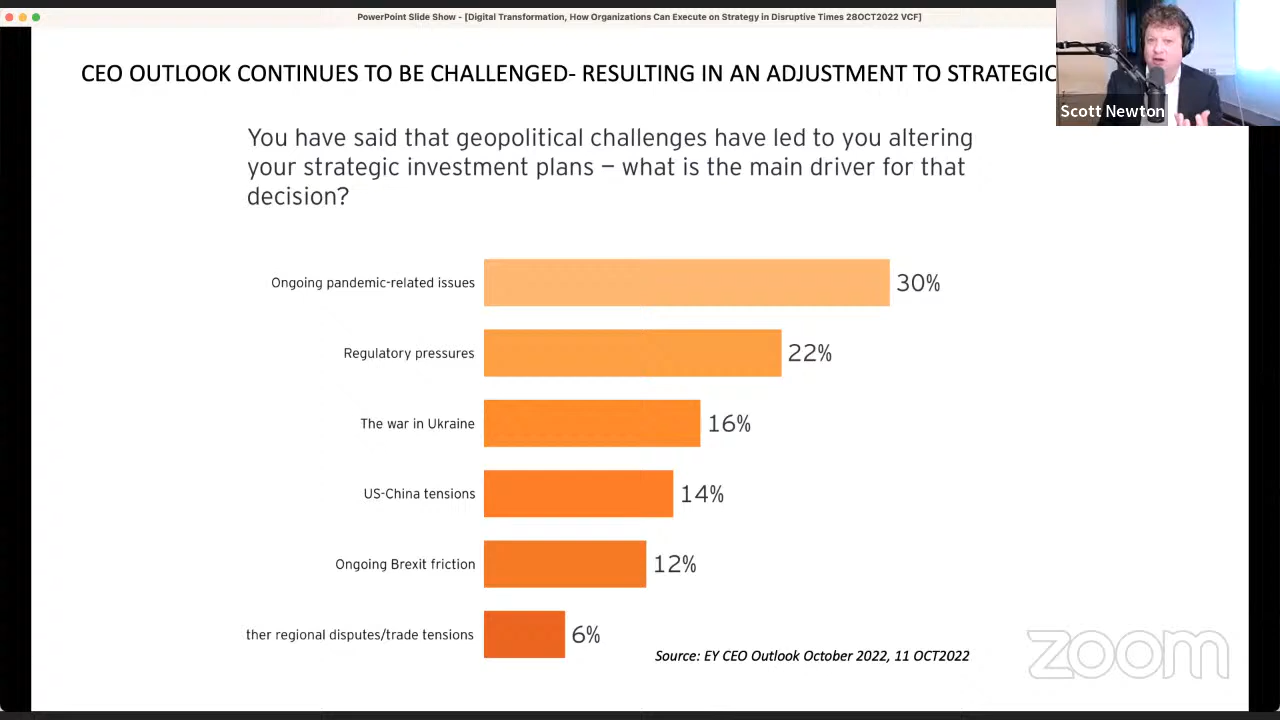 PowerPoint Slide Show - [Digital Transformation, How Organizations Can Execute on Strategy in Disruptive Times 28OCT2022 VCF]
CEO OUTLOOK CONTINUES TO BE CHALLENGED- RESULTING IN AN ADJUSTMENT TO STRATEGIC
Scott Newton
You have said that geopolitical challenges have led to you altering
your strategic investment plans – what is the main driver for that
decision?
Ongoing pandemic-related issues 30%
Regulatory pressures 22%
The war in Ukraine 16%
US-China tensions 14%
Ongoing Brexit friction 12%
ther regional disputes/trade tensions 6%
Source: EY CEO Outlook October 2022, 11 OCT2022
zoom